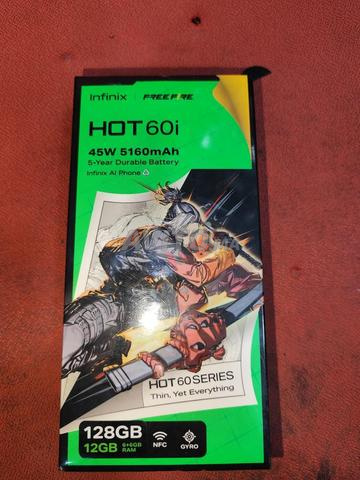 Infinix | FREE FIRE
HOT 60i
45W 5160mAh
5-Year Durable Battery
Infinix AI Phone
HOT 60 SERIES
Thin, Yet Everything
128GB
12GB 6+6GB RAM
NFC
GYRO